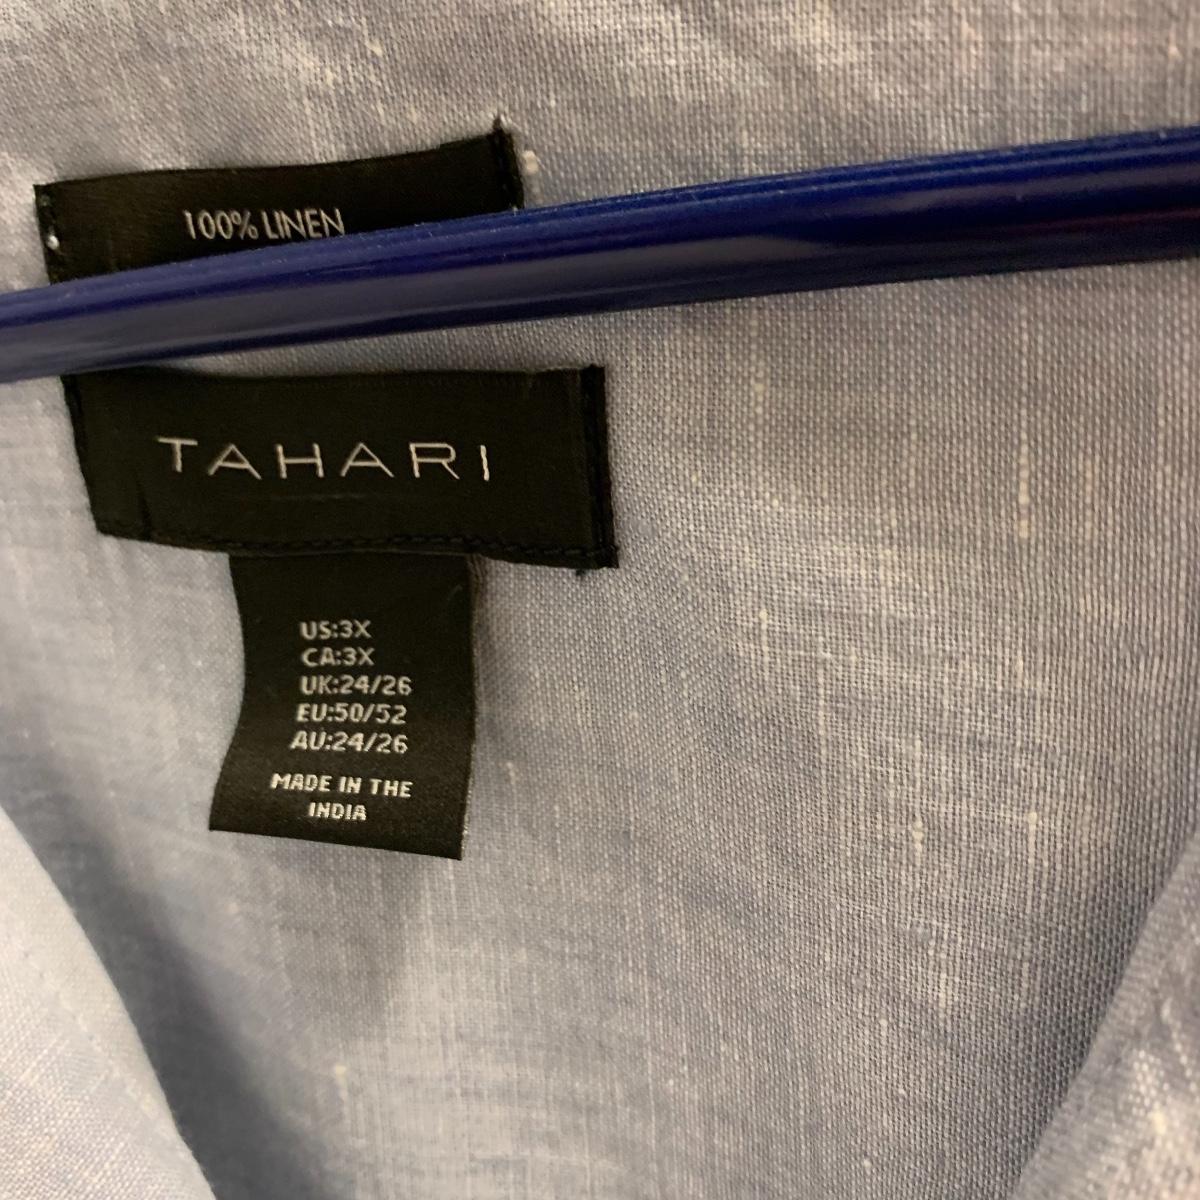 100% LINEN
TAHARI
US:3X
CA:3X
UK:24/26
EU:50/52
AU:24/26
MADE IN THE
INDIA